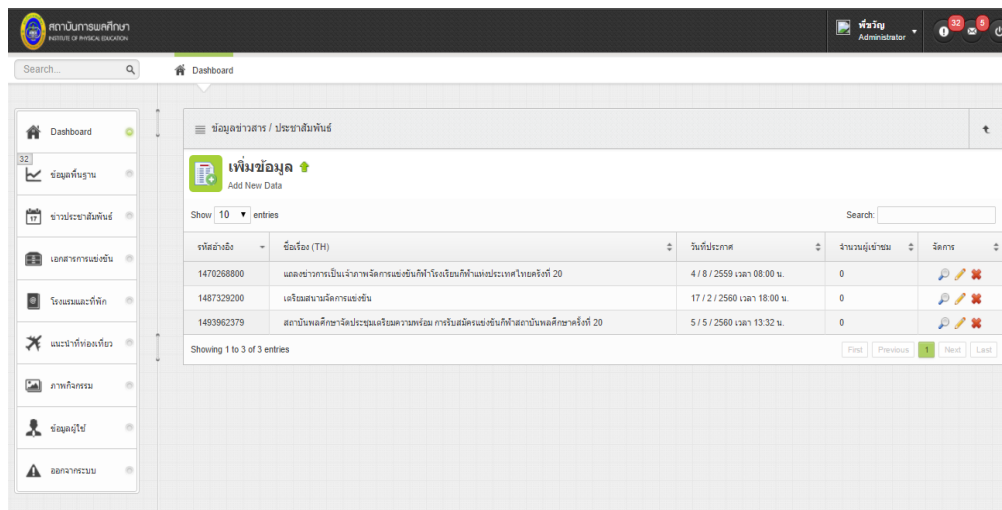 สถาบันการพลศึกษา
INSTITUTE OF PHYSICAL EDUCATION
พี่ขวัญ
Administrator
32
5
Search...
Dashboard
Dashboard
32
ข้อมูลพื้นฐาน
17
ข่าวประชาสัมพันธ์
เอกสารการแข่งขัน
โรงแรมและที่พัก
แนะนำที่ท่องเที่ยว
ภาพกิจกรรม
ข้อมูลผู้ใช้
ออกจากระบบ
ข้อมูลข่าวสาร / ประชาสัมพันธ์
เพิ่มข้อมูล
Add New Data
Show 10 entries
Search:
รหัสอ้างอิง ชื่อเรื่อง (TH) วันที่ประกาศ จำนวนผู้เข้าชม จัดการ
1470268800 แถลงข่าวการเป็นเจ้าภาพจัดการแข่งขันกีฬาโรงเรียนกีฬาแห่งประเทศไทยครั้งที่ 20 4 / 8 / 2559 เวลา 08:00 น. 0
1487329200 เตรียมสนามจัดการแข่งขัน 17 / 2 / 2560 เวลา 18:00 น. 0
1493962379 สถาบันพลศึกษาจัดประชุมเตรียมความพร้อม การรับสมัครแข่งขันกีฬาสถาบันพลศึกษาครั้งที่ 20 5 / 5 / 2560 เวลา 13:32 น. 0
Showing 1 to 3 of 3 entries
First Previous 1 Next Last